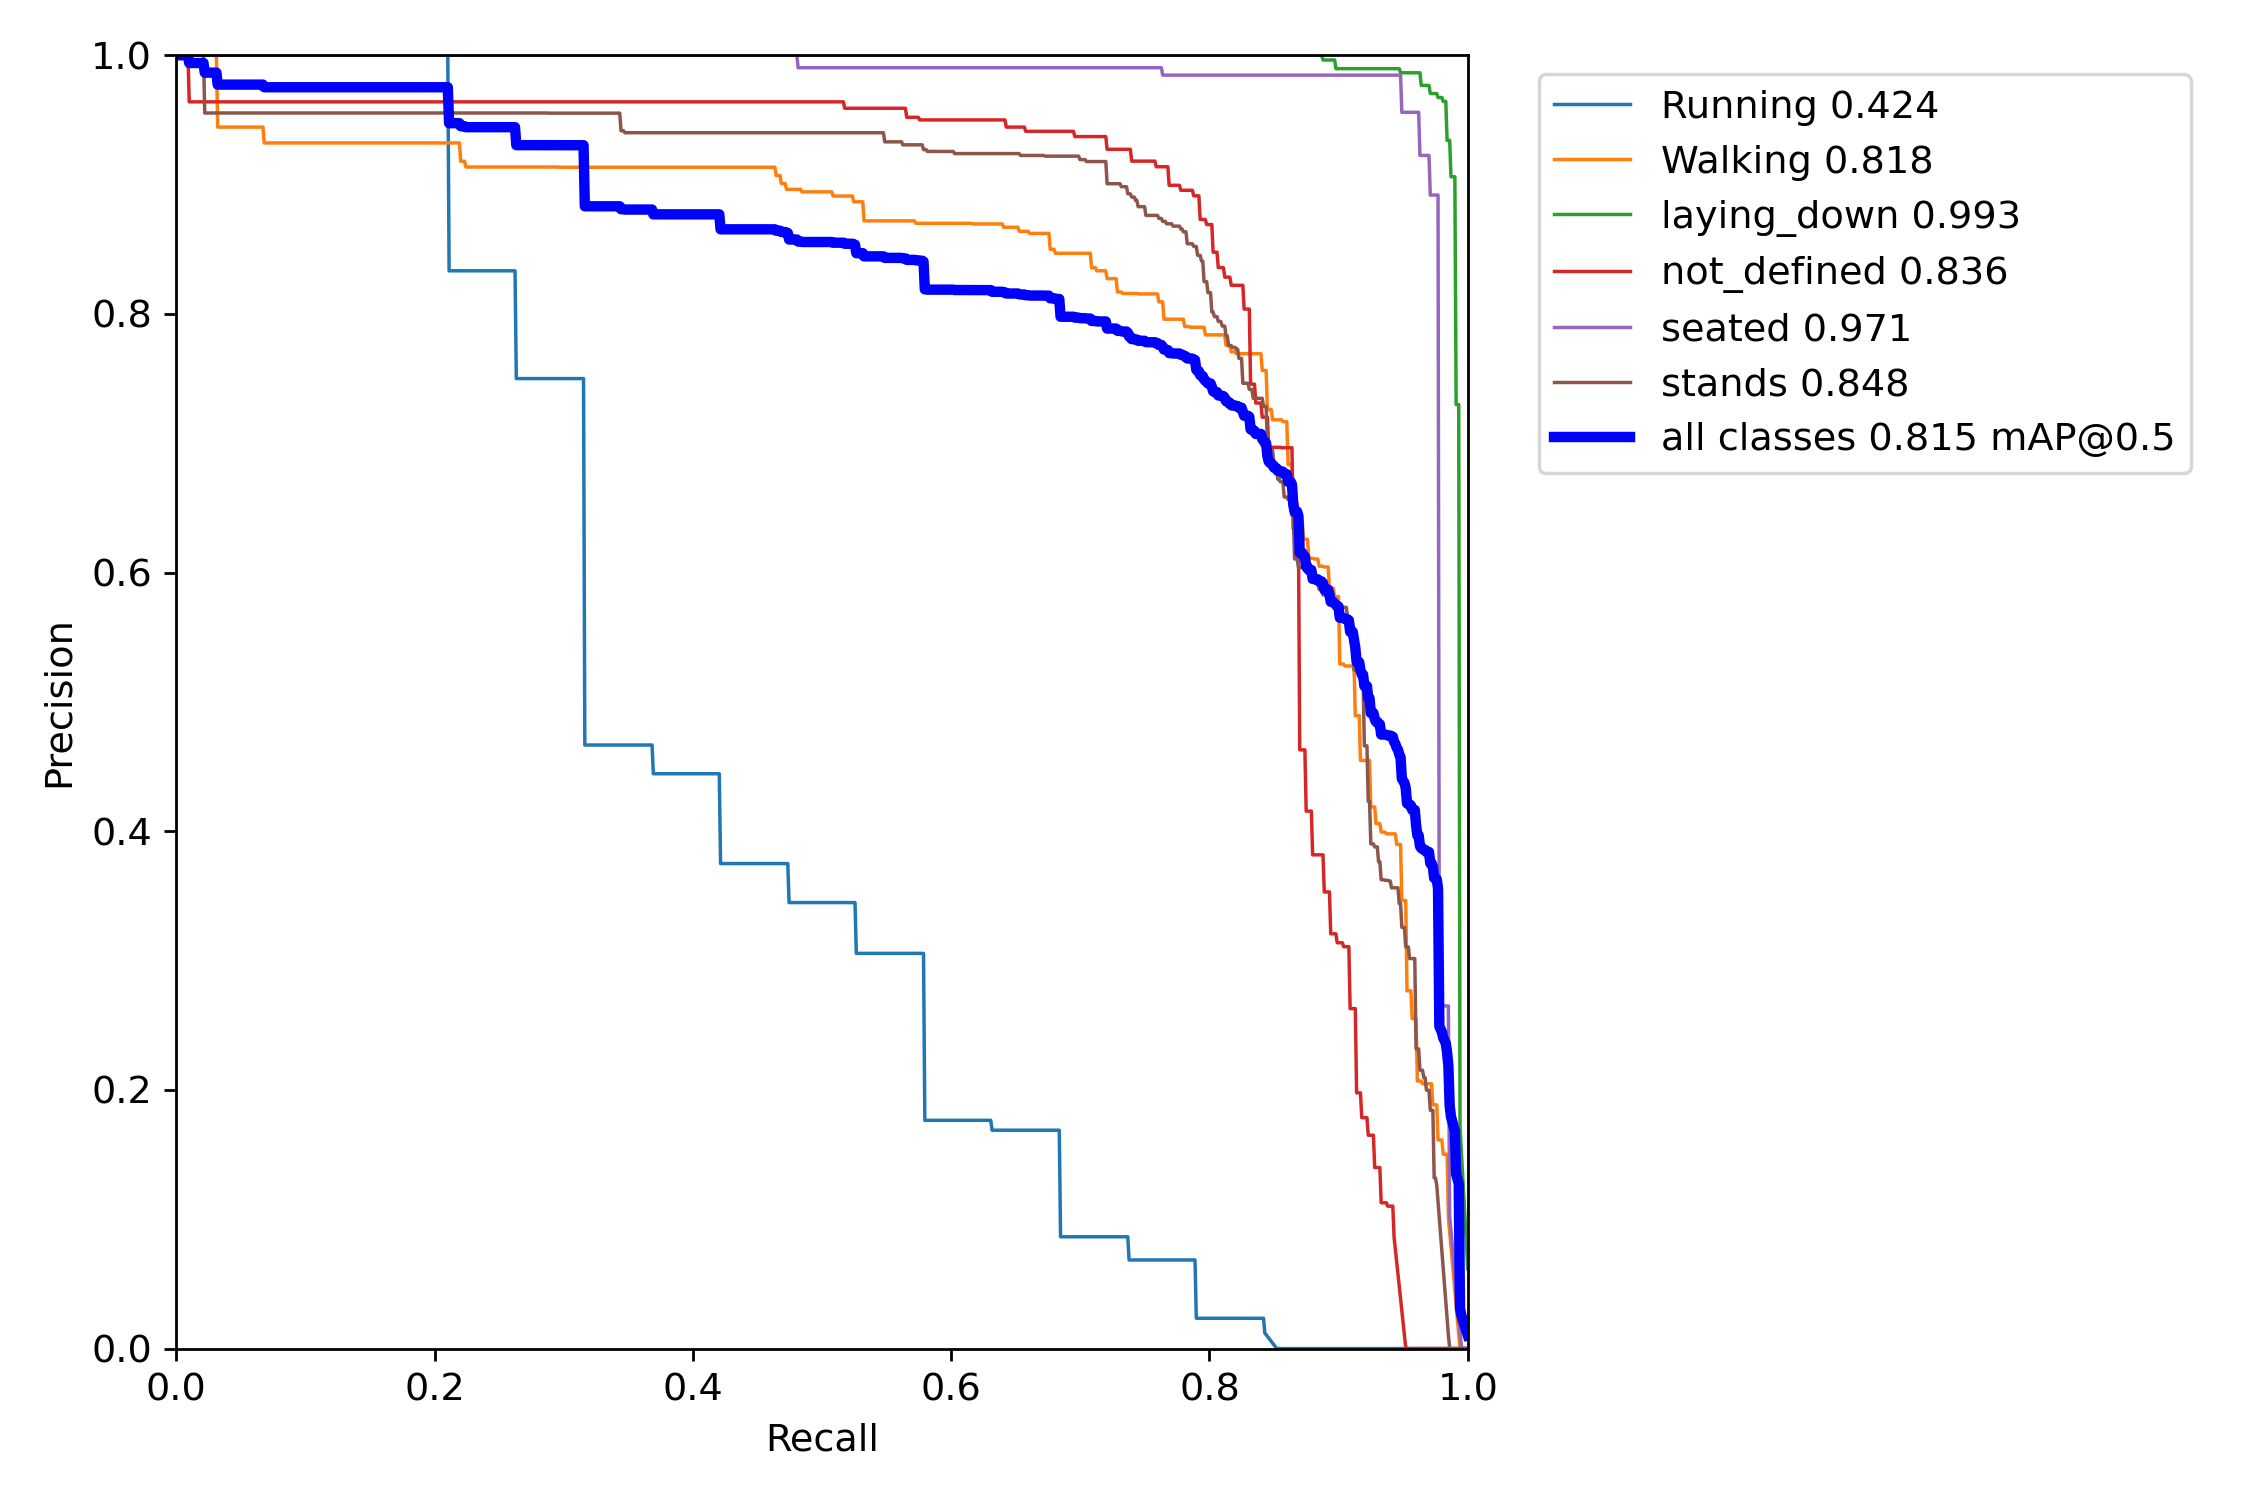 1.0
0.8
0.6
0.4
0.2
0.0
Precision
0.0 0.2 0.4 0.6 0.8 1.0
Recall
Running 0.424
Walking 0.818
laying_down 0.993
not_defined 0.836
seated 0.971
stands 0.848
all classes 0.815 mAP@0.5